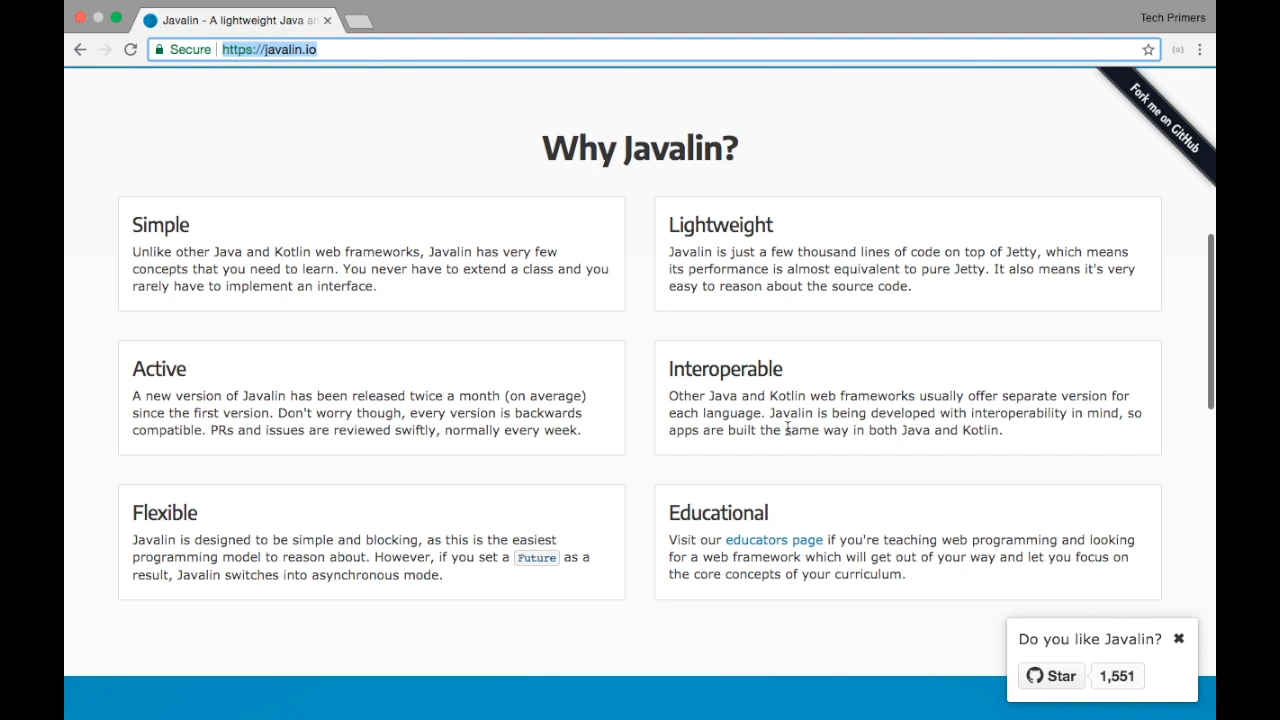 Javalin - A lightweight Java an
Tech Primers
Secure https://javalin.io
Fork me on GitHub
Why Javalin?
Simple
Unlike other Java and Kotlin web frameworks, Javalin has very few
concepts that you need to learn. You never have to extend a class and you
rarely have to implement an interface.
Lightweight
Javalin is just a few thousand lines of code on top of Jetty, which means
its performance is almost equivalent to pure Jetty. It also means it's very
easy to reason about the source code.
Active
A new version of Javalin has been released twice a month (on average)
since the first version. Don't worry though, every version is backwards
compatible. PRs and issues are reviewed swiftly, normally every week.
Interoperable
Other Java and Kotlin web frameworks usually offer separate version for
each language. Javalin is being developed with interoperability in mind, so
apps are built the same way in both Java and Kotlin.
Flexible
Javalin is designed to be simple and blocking, as this is the easiest
programming model to reason about. However, if you set a Future as a
result, Javalin switches into asynchronous mode.
Educational
Visit our educators page if you're teaching web programming and looking
for a web framework which will get out of your way and let you focus on
the core concepts of your curriculum.
Do you like Javalin? ✖
Star 1,551